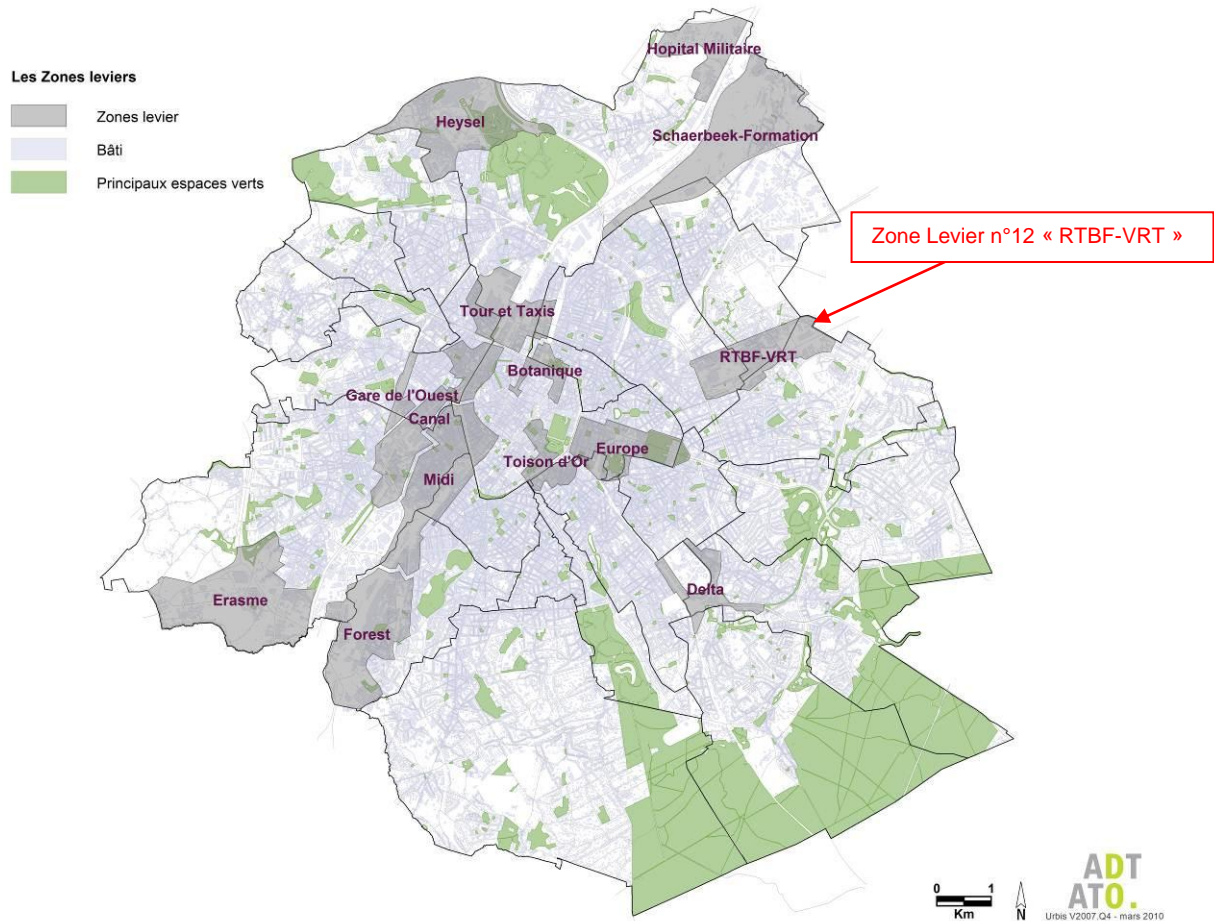 Les Zones leviers
Zones levier
Bâti
Principaux espaces verts
Hopital Militaire
Heysel
Schaerbeek-Formation
Zone Levier n°12 « RTBF-VRT »
Tour et Taxis
RTBF-VRT
Botanique
Gare de l'Ouest
Canal
Europe
Toison d'Or
Midi
Delta
Erasme
Forest
0 1
Km
N
ADT
ATO.
Urbis V2007.Q4 - mars 2010